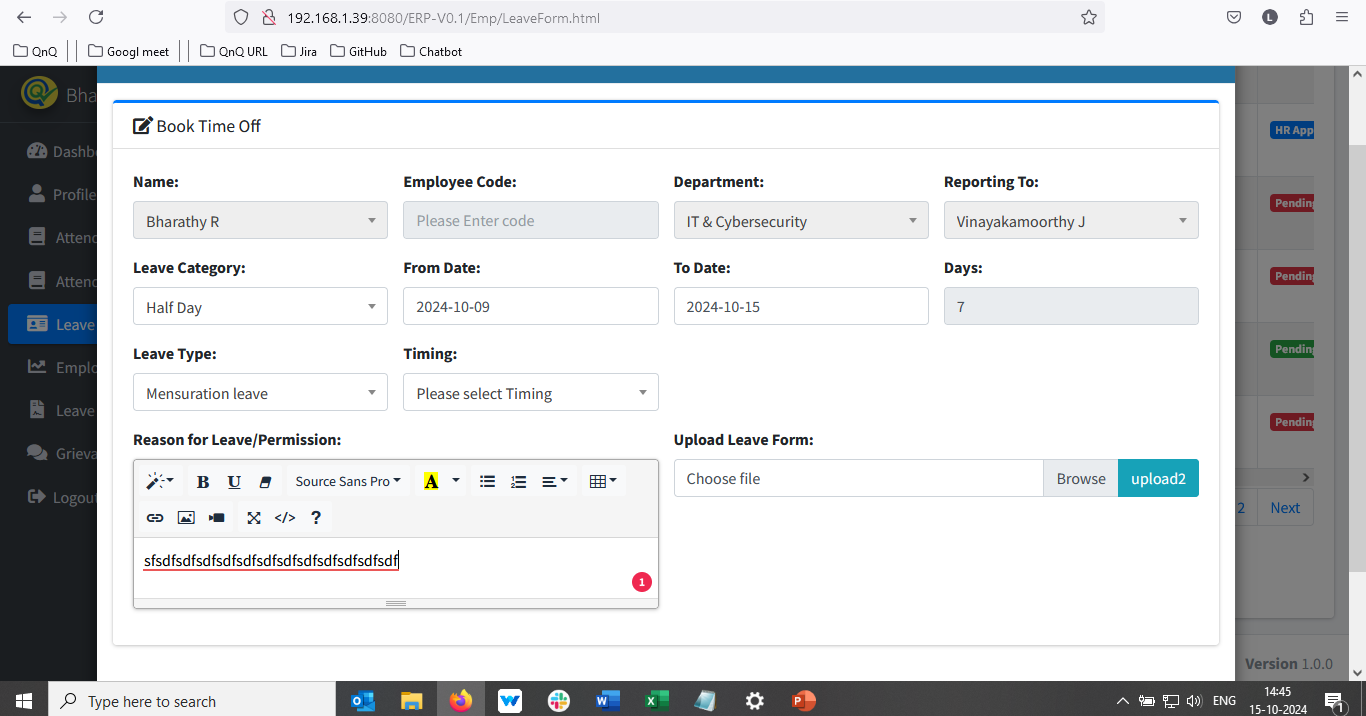 192.168.1.39:8080/ERP-V0.1/Emp/LeaveForm.html
L
QnQ Googl meet QnQ URL Jira GitHub Chatbot
Bha
Book Time Off
HR App
Dashb
Name: Employee Code: Department: Reporting To:
Profile
Bharathy R Please Enter code IT & Cybersecurity Vinayakamoorthy J
Pending
Attend
Leave Category: From Date: To Date: Days:
Pending
Attend
Half Day 2024-10-09 2024-10-15 7
Leave
Leave Type: Timing:
Pending
Emplo
Mensuration leave Please select Timing
Leave
Pending
Reason for Leave/Permission: Upload Leave Form:
Grieva
B U Source Sans Pro A
Choose file Browse upload2
Logout
</> ?
2 Next
sfsdfsdfsdfsdfsdfsdfsdfsdfsdfsdfsdfsdfsdf
1
Version 1.0.0
Type here to search
ENG
14:45
15-10-2024
1